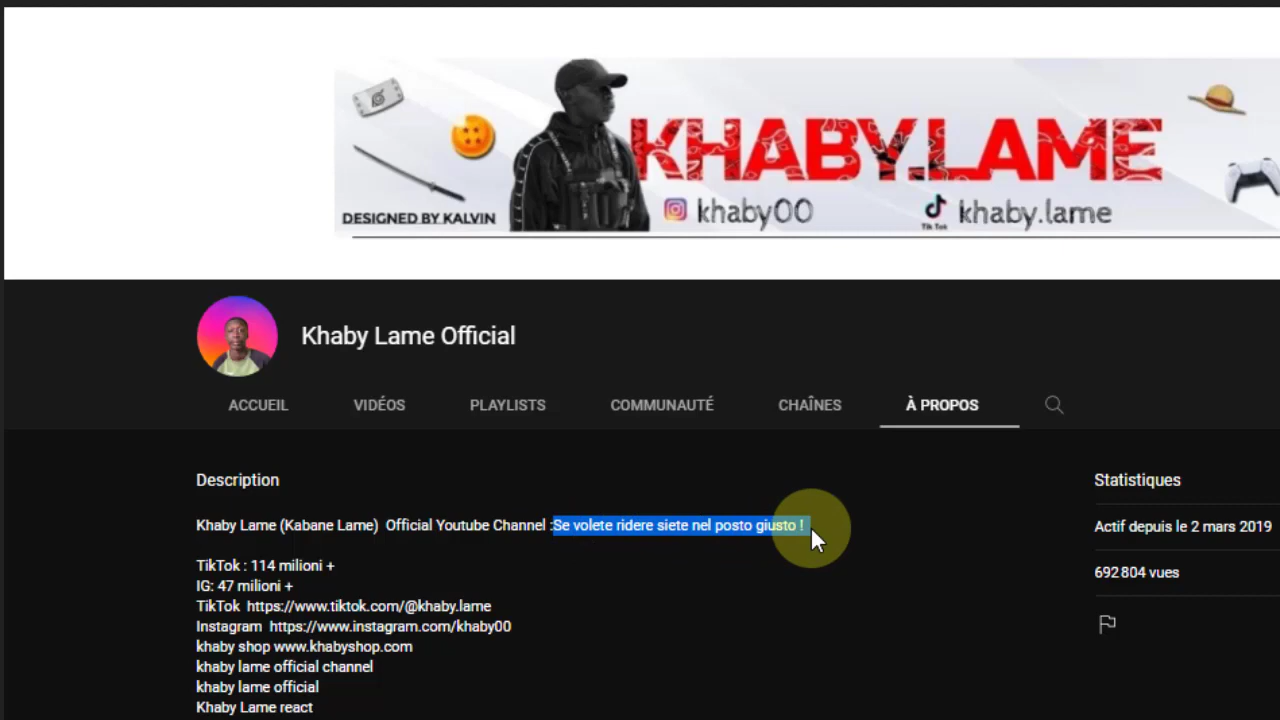 KHABY.LAME
khaby00
khaby.lame
Tik Tok
DESIGNED BY KALVIN
Khaby Lame Official
ACCUEIL VIDÉOS PLAYLISTS COMMUNAUTÉ CHAÎNES À PROPOS
Description
Khaby Lame (Kabane Lame) Official Youtube Channel :Se volete ridere siete nel posto giusto !
TikTok : 114 milioni +
IG: 47 milioni +
TikTok https://www.tiktok.com/@khaby.lame
Instagram https://www.instagram.com/khaby00
khaby shop www.khabyshop.com
khaby lame official channel
khaby lame official
Khaby Lame react
Statistiques
Actif depuis le 2 mars 2019
692 804 vues